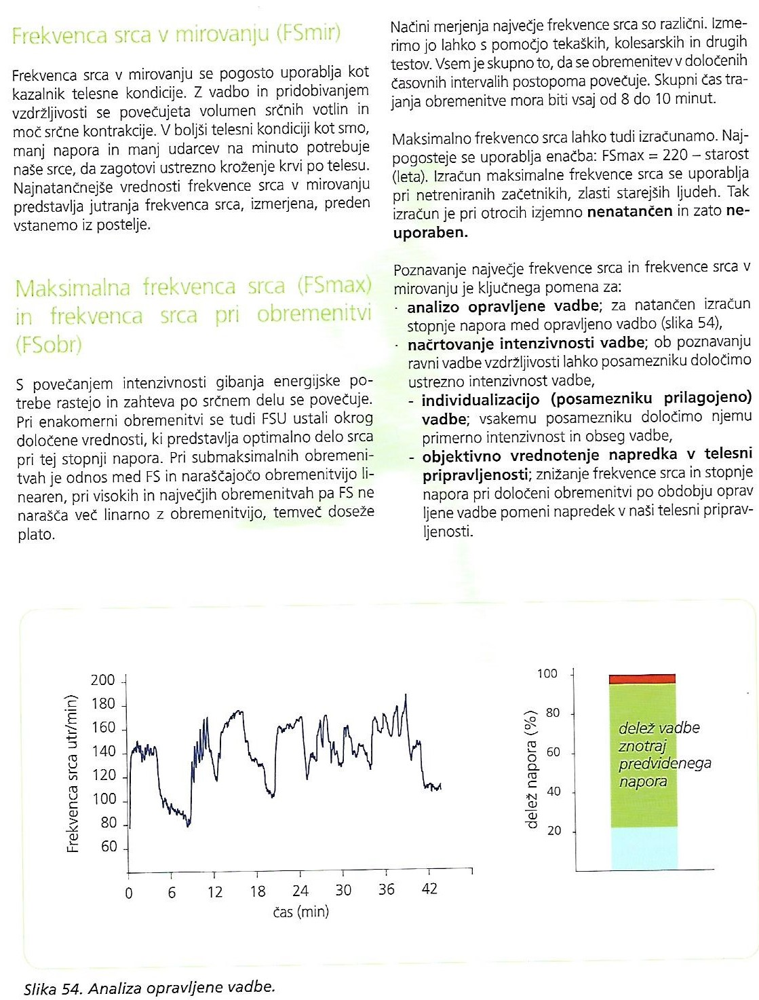 Frekvenca srca v mirovanju (FSmir)
Frekvenca srca v mirovanju se pogosto uporablja kot
kazalnik telesne kondicije. Z vadbo in pridobivanjem
vzdržljivosti se povečujeta volumen srčnih votlin in
moč srčne kontrakcije. V boljši telesni kondiciji kot smo,
manj napora in manj udarcev na minuto potrebuje
naše srce, da zagotovi ustrezno kroženje krvi po telesu.
Najnatančnejše vrednosti frekvence srca v mirovanju
predstavlja jutranja frekvenca srca, izmerjena, preden
vstanemo iz postelje.
Maksimalna frekvenca srca (FSmax)
in frekvenca srca pri obremenitvi
(FSobr)
S povečanjem intenzivnosti gibanja energijske po-
trebe rastejo in zahteva po srčnem delu se povečuje.
Pri enakomerni obremenitvi se tudi FSU ustali okrog
določene vrednosti, ki predstavlja optimalno delo srca
pri tej stopnji napora. Pri submaksimalnih obremeni-
tvah je odnos med FS in naraščajočo obremenitvijo li-
nearen, pri visokih in največjih obremenitvah pa FS ne
narašča več linarno z obremenitvijo, temveč doseže
plato.
Načini merjenja največje frekvence srca so različni. Izme-
rimo jo lahko s pomočjo tekaških, kolesarskih in drugih
testov. Vsem je skupno to, da se obremenitev v določenih
časovnih intervalih postopoma povečuje. Skupni čas tra-
janja obremenitve mora biti vsaj od 8 do 10 minut.
Maksimalno frekvenco srca lahko tudi izračunamo. Naj-
pogosteje se uporablja enačba: FSmax = 220 – starost
(leta). Izračun maksimalne frekvence srca se uporablja
pri netreniranih začetnikih, zlasti starejših ljudeh. Tak
izračun je pri otrocih izjemno nenatančen in zato ne-
uporaben.
Poznavanje največje frekvence srca in frekvence srca v
mirovanju je ključnega pomena za:
· analizo opravljene vadbe; za natančen izračun
stopnje napora med opravljeno vadbo (slika 54),
· načrtovanje intenzivnosti vadbe; ob poznavanju
ravni vadbe vzdržljivosti lahko posamezniku določimo
ustrezno intenzivnost vadbe,
- individualizacijo (posamezniku prilagojeno)
vadbe; vsakemu posamezniku določimo njemu
primerno intenzivnost in obseg vadbe,
- objektivno vrednotenje napredka v telesni
pripravljenosti; znižanje frekvence srca in stopnje
napora pri določeni obremenitvi po obdobju oprav
ljene vadbe pomeni napredek v naši telesni priprav-
ljenosti.
Frekvenca srca utr/min)
200
180
160
140
120
100
80
60
0 6 12 18 24 30 36 42
čas (min)
delež napora (%)
100
80
60
40
20
delež vadbe
znotraj
predvidenega
napora
Slika 54. Analiza opravljene vadbe.